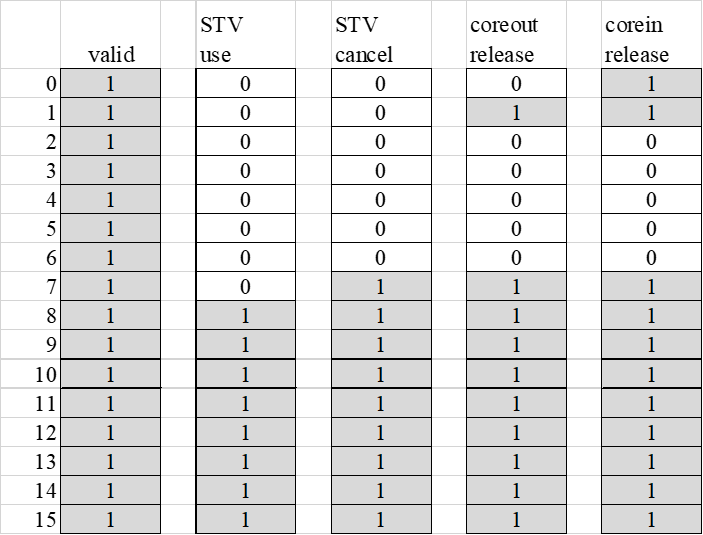 valid STV use STV cancel coreout release corein release
0 1 0 0 0 1
1 1 0 0 1 1
2 1 0 0 0 0
3 1 0 0 0 0
4 1 0 0 0 0
5 1 0 0 0 0
6 1 0 0 0 0
7 1 0 1 1 1
8 1 1 1 1 1
9 1 1 1 1 1
10 1 1 1 1 1
11 1 1 1 1 1
12 1 1 1 1 1
13 1 1 1 1 1
14 1 1 1 1 1
15 1 1 1 1 1